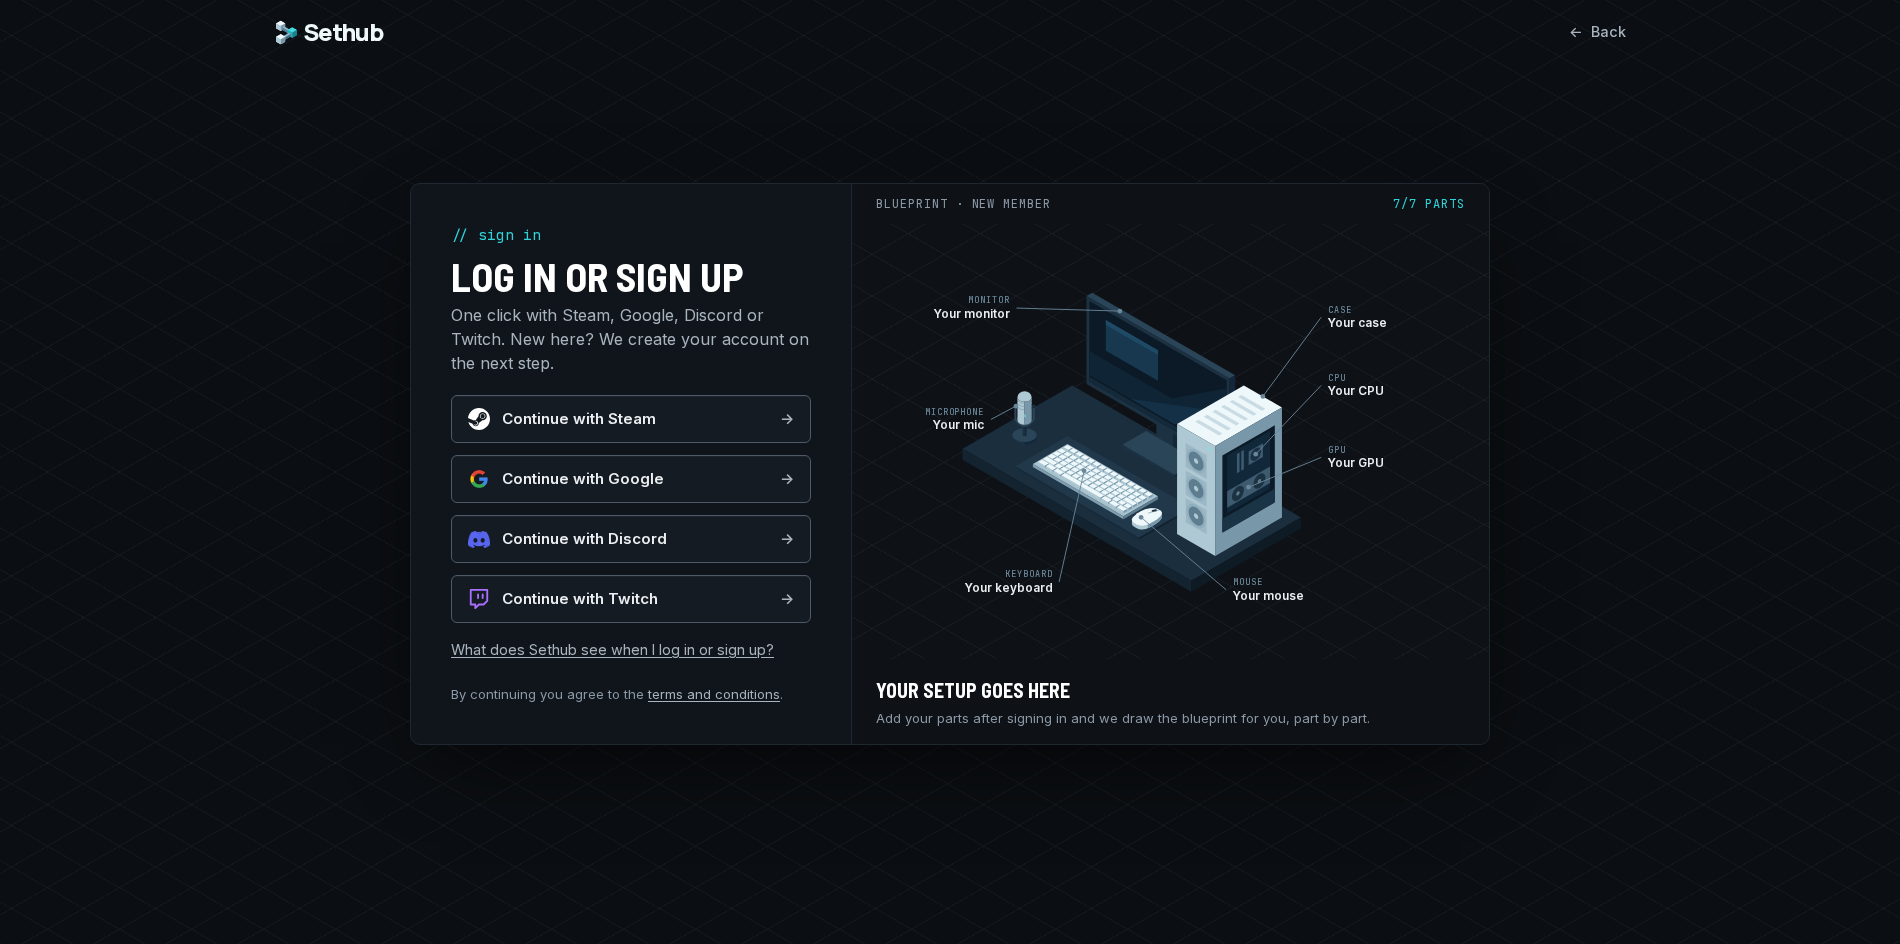 Sethub
← Back
// sign in
LOG IN OR SIGN UP
One click with Steam, Google, Discord or
Twitch. New here? We create your account on
the next step.
Continue with Steam →
Continue with Google →
Continue with Discord →
Continue with Twitch →
What does Sethub see when I log in or sign up?
By continuing you agree to the terms and conditions.
BLUEPRINT · NEW MEMBER
7/7 PARTS
MONITOR
Your monitor
CASE
Your case
CPU
Your CPU
MICROPHONE
Your mic
GPU
Your GPU
KEYBOARD
Your keyboard
MOUSE
Your mouse
YOUR SETUP GOES HERE
Add your parts after signing in and we draw the blueprint for you, part by part.